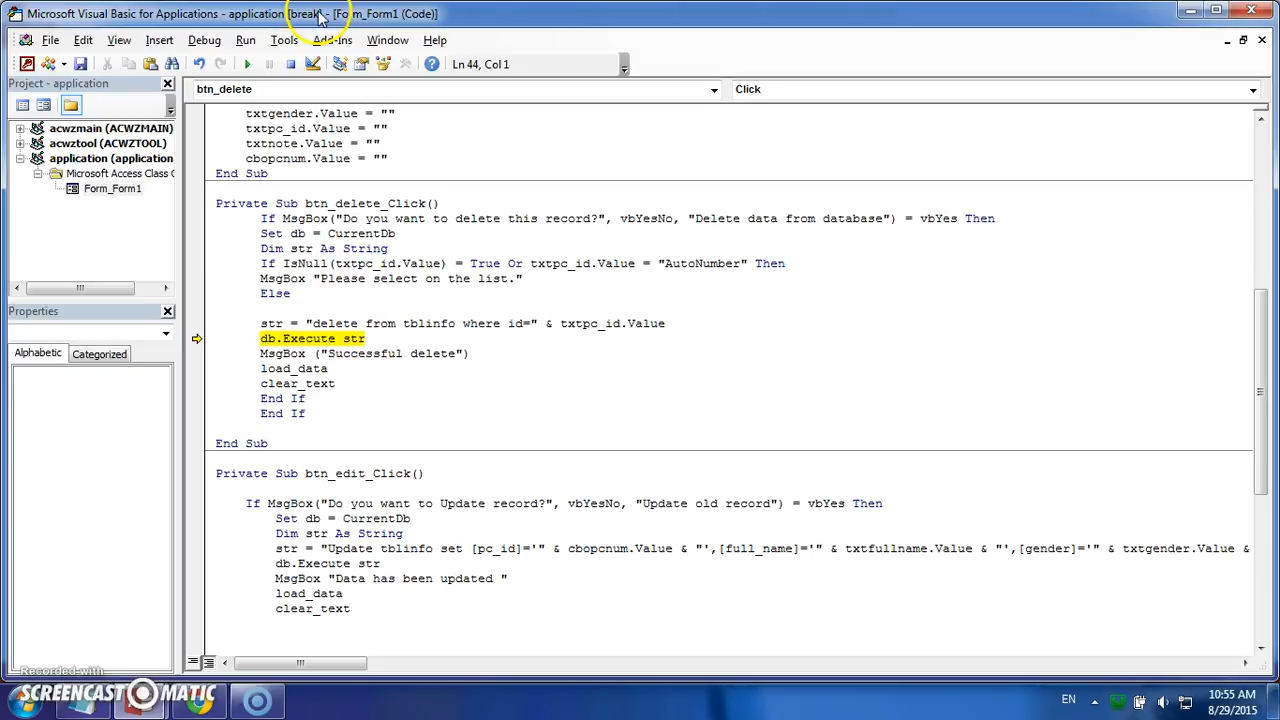 Microsoft Visual Basic for Applications - application [break] - [Form_Form1 (Code)]
File Edit View Insert Debug Run Tools Add-Ins Window Help
Ln 44, Col 1
Project - application
btn_delete
Click
acwzmain (ACWZMAIN)
acwztool (ACWZTOOL)
application (application
Microsoft Access Class
Form_Form1
Properties
Alphabetic Categorized
txtgender.Value = ""
txtpc_id.Value = ""
txtnote.Value = ""
cbopcnum.Value = ""
End Sub
Private Sub btn_delete_Click()
If MsgBox("Do you want to delete this record?", vbYesNo, "Delete data from database") = vbYes Then
Set db = CurrentDb
Dim str As String
If IsNull(txtpc_id.Value) = True Or txtpc_id.Value = "AutoNumber" Then
MsgBox "Please select on the list."
Else
str = "delete from tblinfo where id=" & txtpc_id.Value
db.Execute str
MsgBox ("Successful delete")
load_data
clear_text
End If
End If
End Sub
Private Sub btn_edit_Click()
If MsgBox("Do you want to Update record?", vbYesNo, "Update old record") = vbYes Then
Set db = CurrentDb
Dim str As String
str = "Update tblinfo set [pc_id]='" & cbopcnum.Value & "',[full_name]='" & txtfullname.Value & "',[gender]='" & txtgender.Value &
db.Execute str
MsgBox "Data has been updated "
load_data
clear_text
Recorded with
SCREENCAST-O-MATIC
EN
10:55 AM
8/29/2015